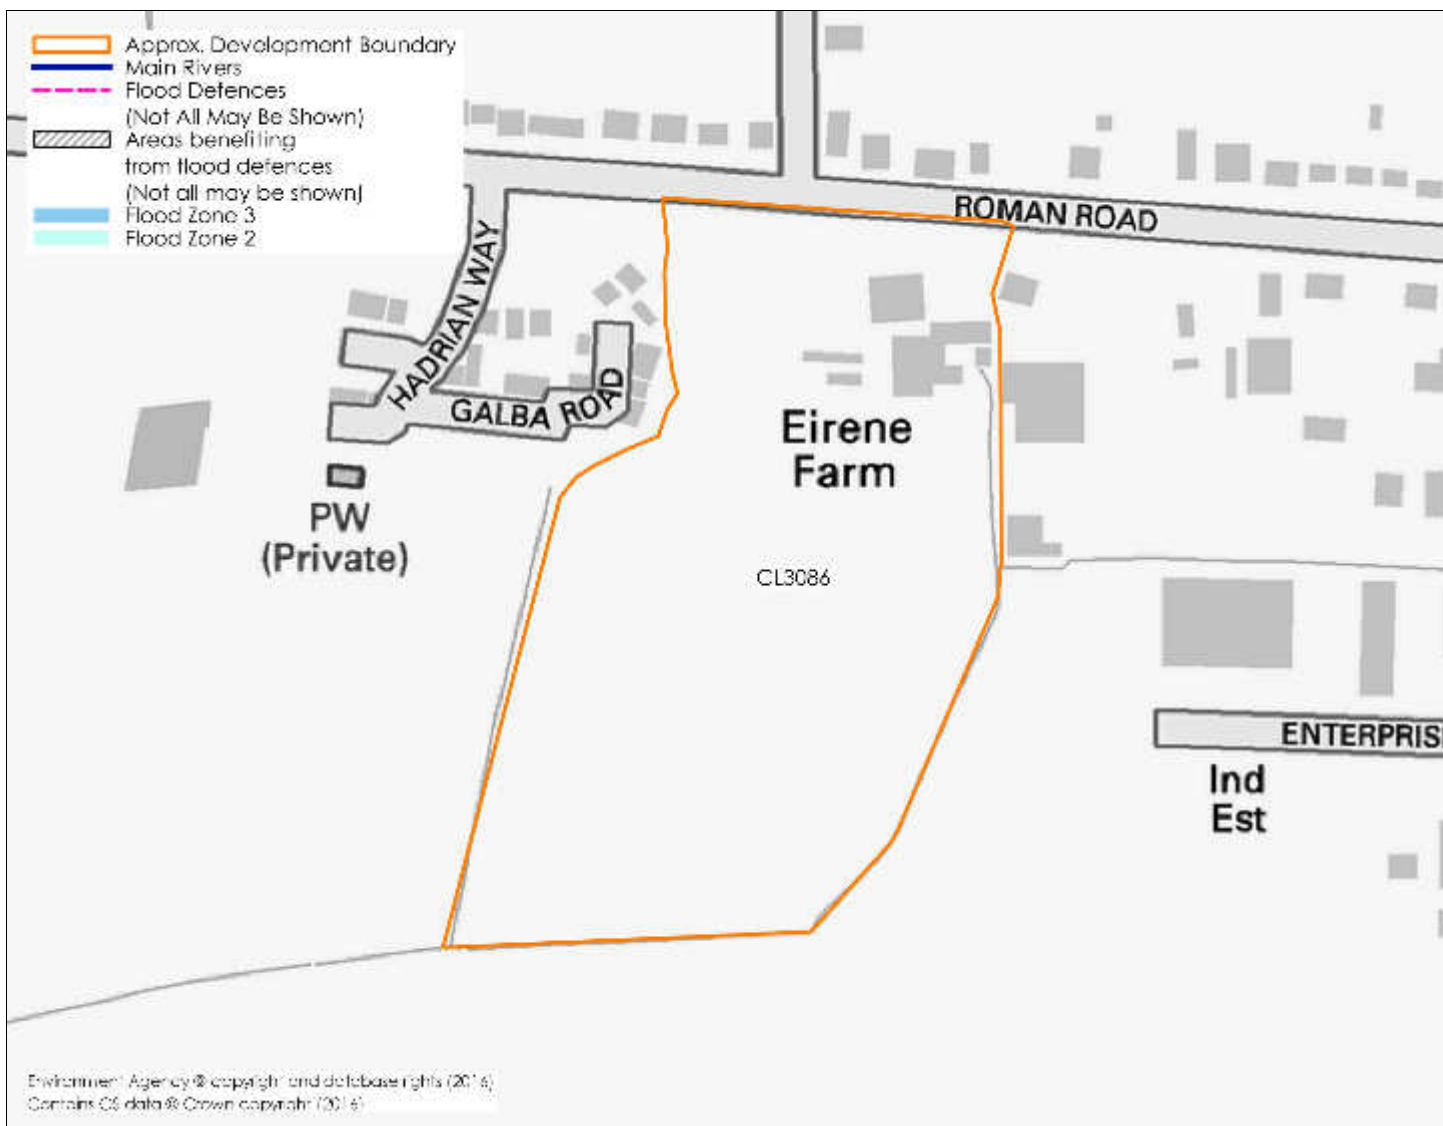 Approx. Development Boundary
Main Rivers
Flood Defences
(Not All May Be Shown)
Areas benefiting
from flood defences
(Not all may be shown)
Flood Zone 3
Flood Zone 2
ROMAN ROAD
HADRIAN WAY
GALBA ROAD
Eirene
Farm
PW
(Private)
CL3086
ENTERPRIS
Ind
Est
Environment Agency © copyright and database rights (2016)
Contains OS data © Crown copyright (2016)